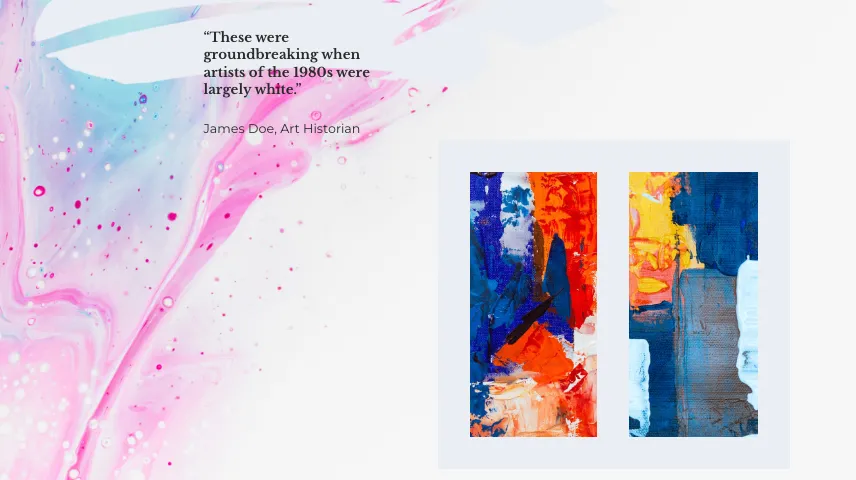 “These were
groundbreaking when
artists of the 1980s were
largely white.”
James Doe, Art Historian